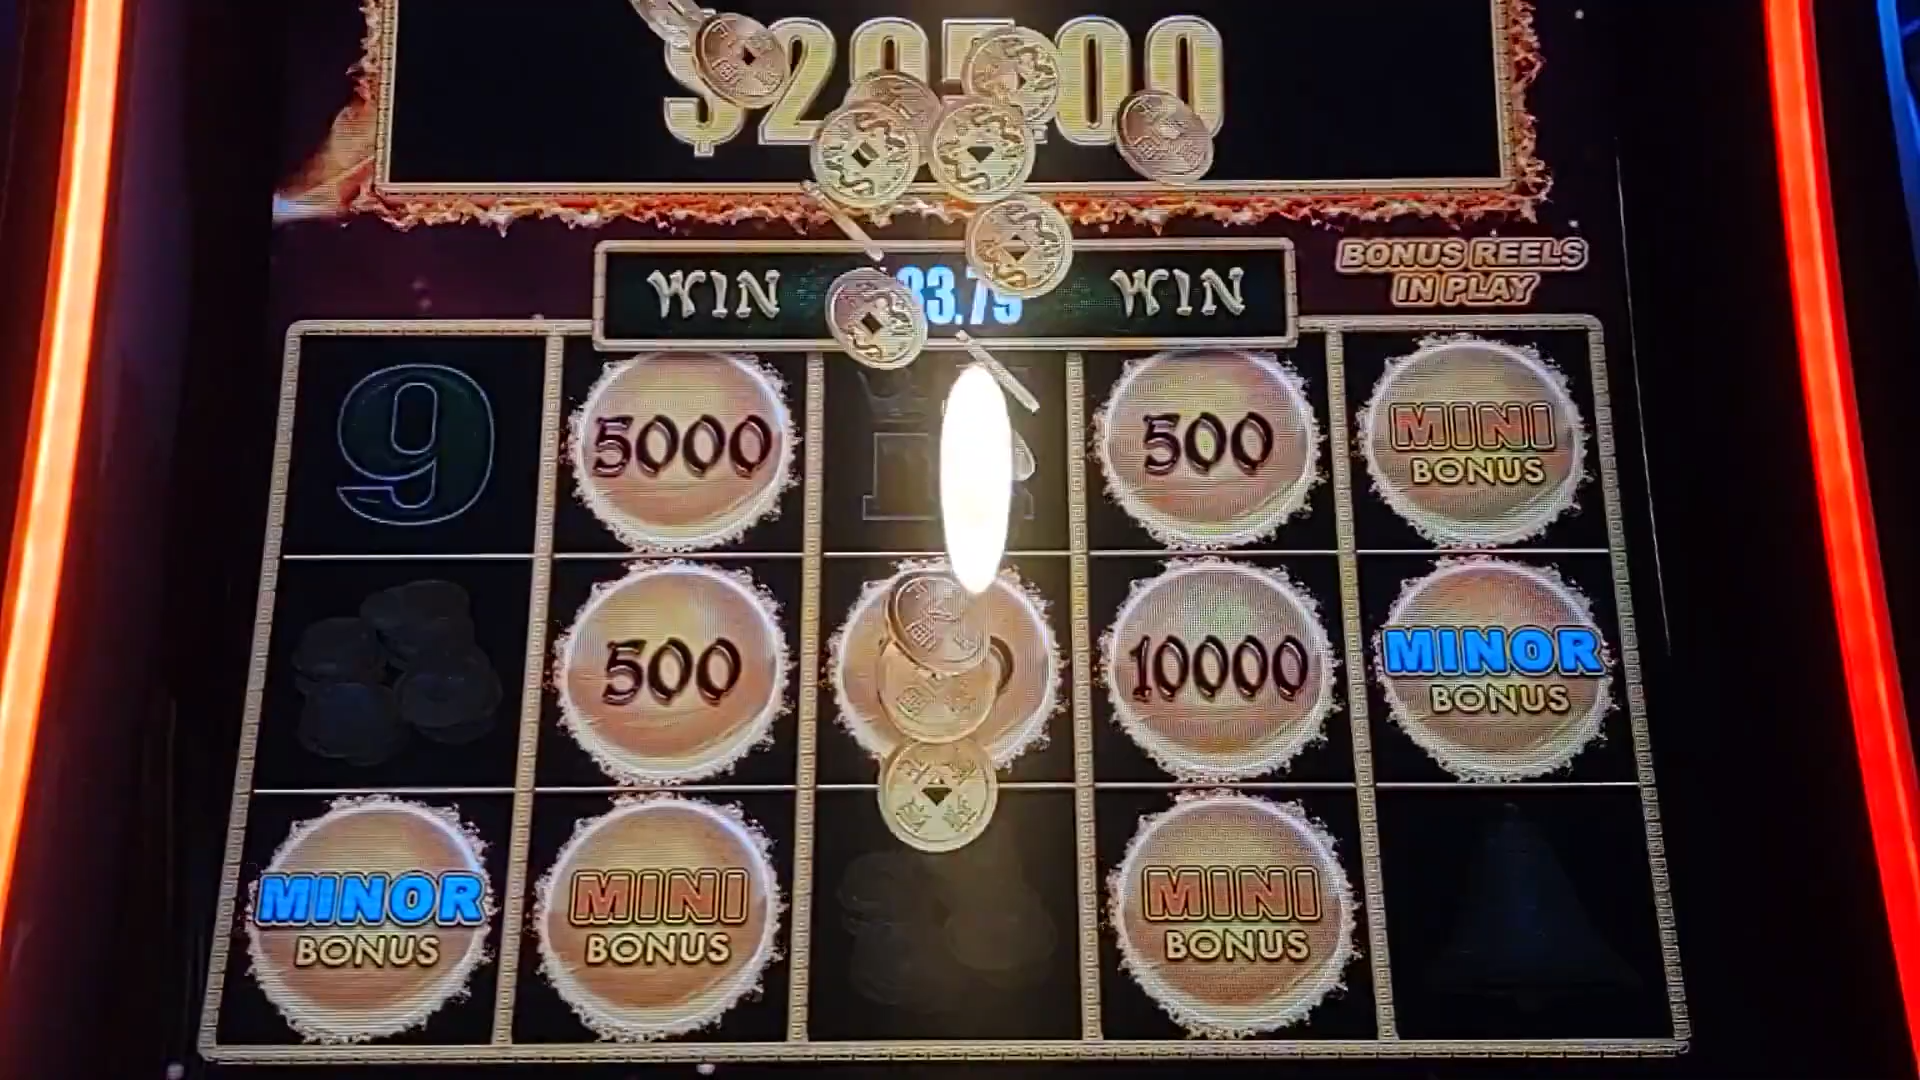 BONUS REELS
IN PLAY
WIN WIN
9 5000 500 MINI
BONUS
500 10000 MINOR
BONUS
MINOR MINI MINI
BONUS BONUS BONUS